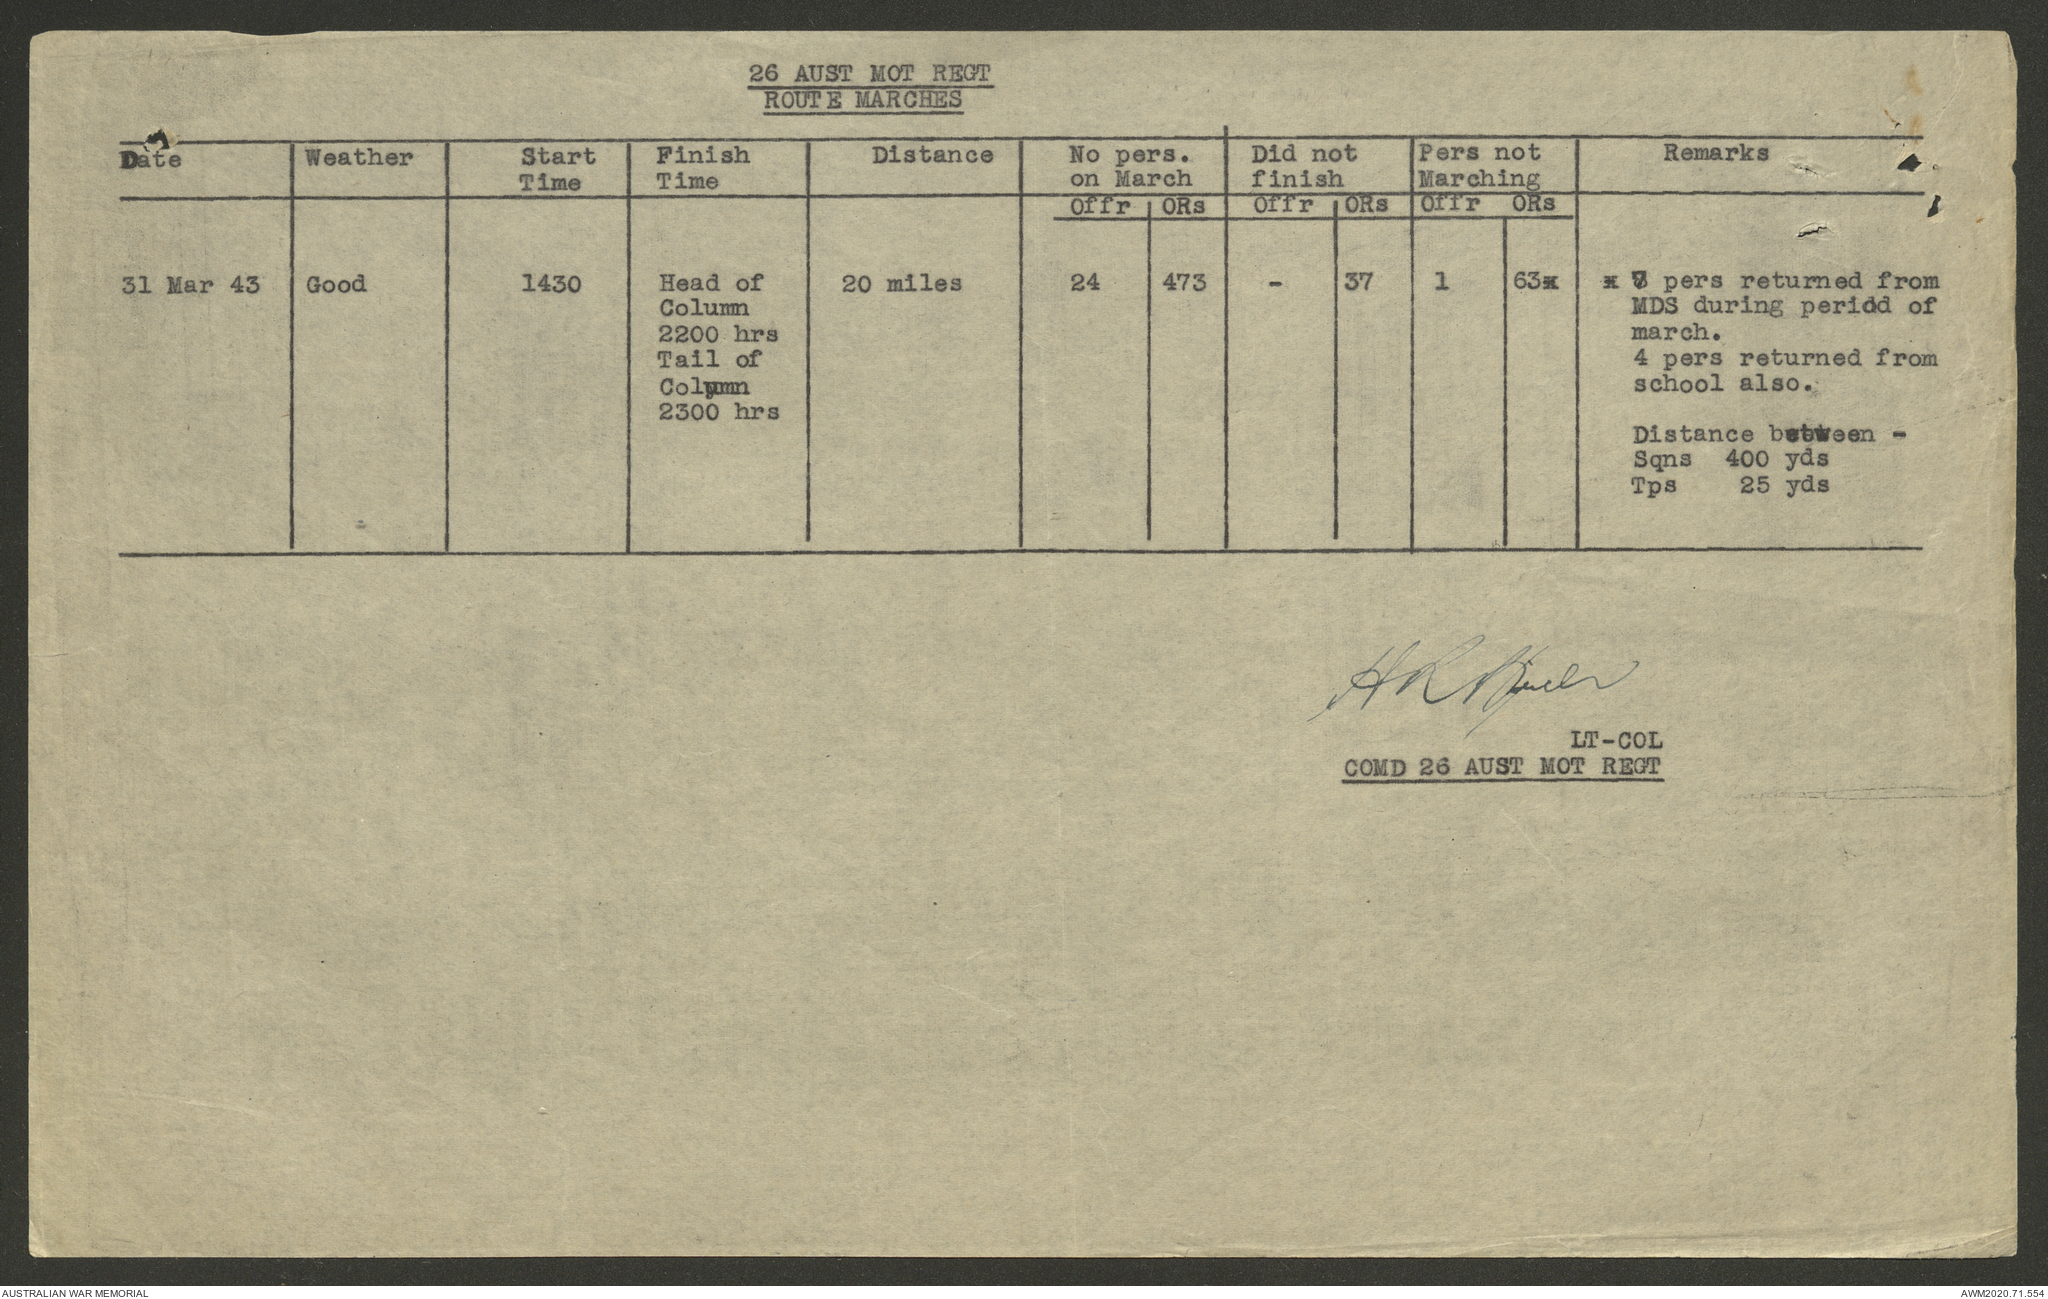 26 AUST MOT REGT
ROUTE MARCHES
Date Weather Start Time Finish Time Distance No pers. on March Did not finish Pers not Marching Remarks
Offr ORs Offr ORs Offr ORs
31 Mar 43 Good 1430 Head of 20 miles 24 473 - 37 1 63x x pers returned from
Column MDS during peridd of
2200 hrs march.
Tail of 4 pers returned from
Column school also.
2300 hrs
Distance between -
Sqns 400 yds
Tps 25 yds
LT-COL
COMD 26 AUST MOT REGT
AUSTRALIAN WAR MEMORIAL AWM2020.71.554